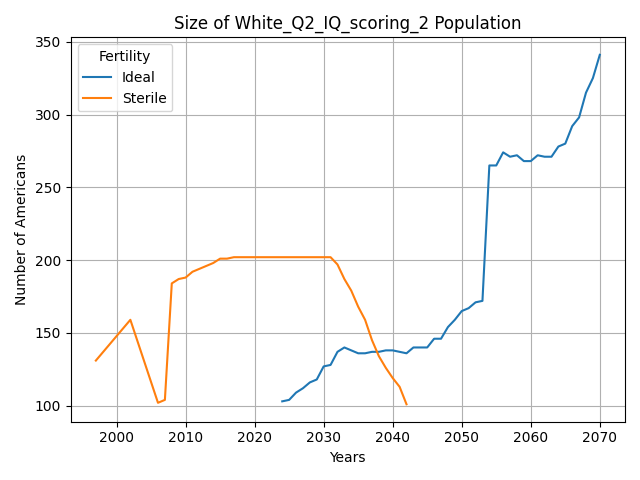 Size of White_Q2_IQ_scoring_2 Population
350
Fertility
Ideal
Sterile
300
250
200
150
100
Number of Americans
2000
2010
2020
2030
2040
2050
2060
2070
Years